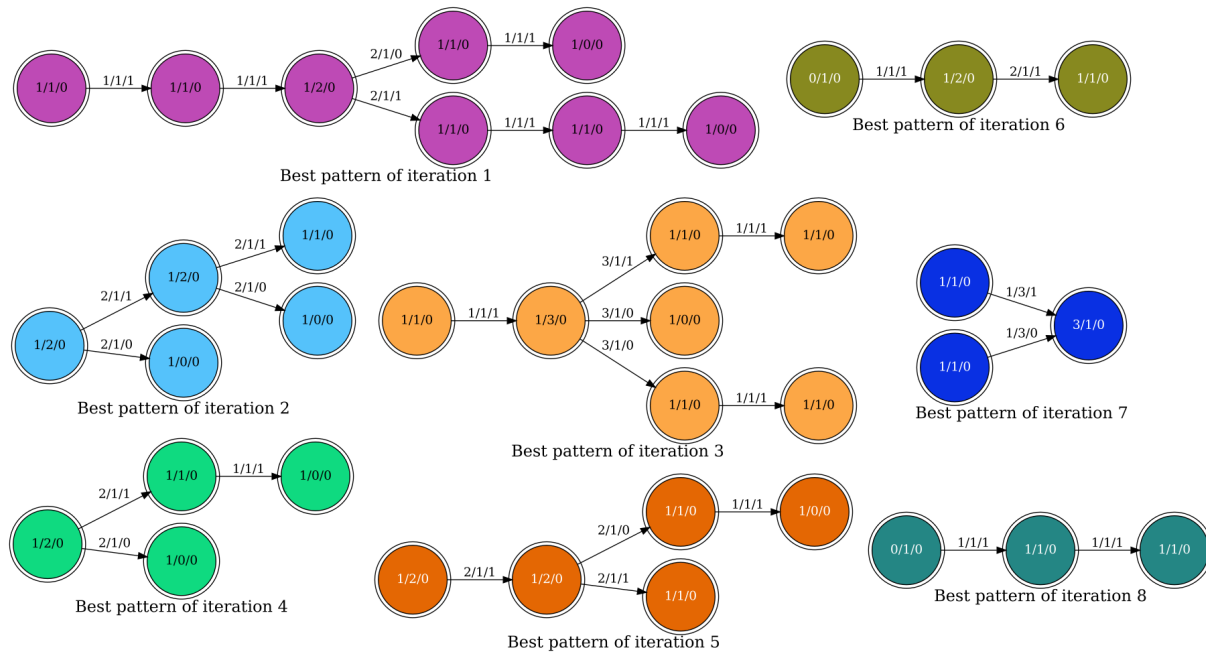 1/1/0 1/1/1 1/1/0 1/1/1 1/2/0 2/1/0 1/1/0 1/1/1 1/0/0
2/1/1 1/1/0 1/1/1 1/1/0 1/1/1 1/0/0
Best pattern of iteration 1
0/1/0 1/1/1 1/2/0 2/1/1 1/1/0
Best pattern of iteration 6
1/2/0 2/1/1 1/2/0 2/1/1 1/1/0
2/1/0 1/0/0
2/1/0 1/0/0
Best pattern of iteration 2
1/1/0 1/1/1 1/3/0 3/1/1 1/1/0 1/1/1 1/1/0
3/1/0 1/0/0
3/1/0 1/1/0 1/1/1 1/1/0
Best pattern of iteration 3
1/1/0 1/3/1 3/1/0
1/1/0 1/3/0
Best pattern of iteration 7
1/2/0 2/1/1 1/1/0 1/1/1 1/0/0
2/1/0 1/0/0
Best pattern of iteration 4
1/2/0 2/1/1 1/2/0 2/1/0 1/1/0 1/1/1 1/0/0
2/1/1 1/1/0
Best pattern of iteration 5
0/1/0 1/1/1 1/1/0 1/1/1 1/1/0
Best pattern of iteration 8